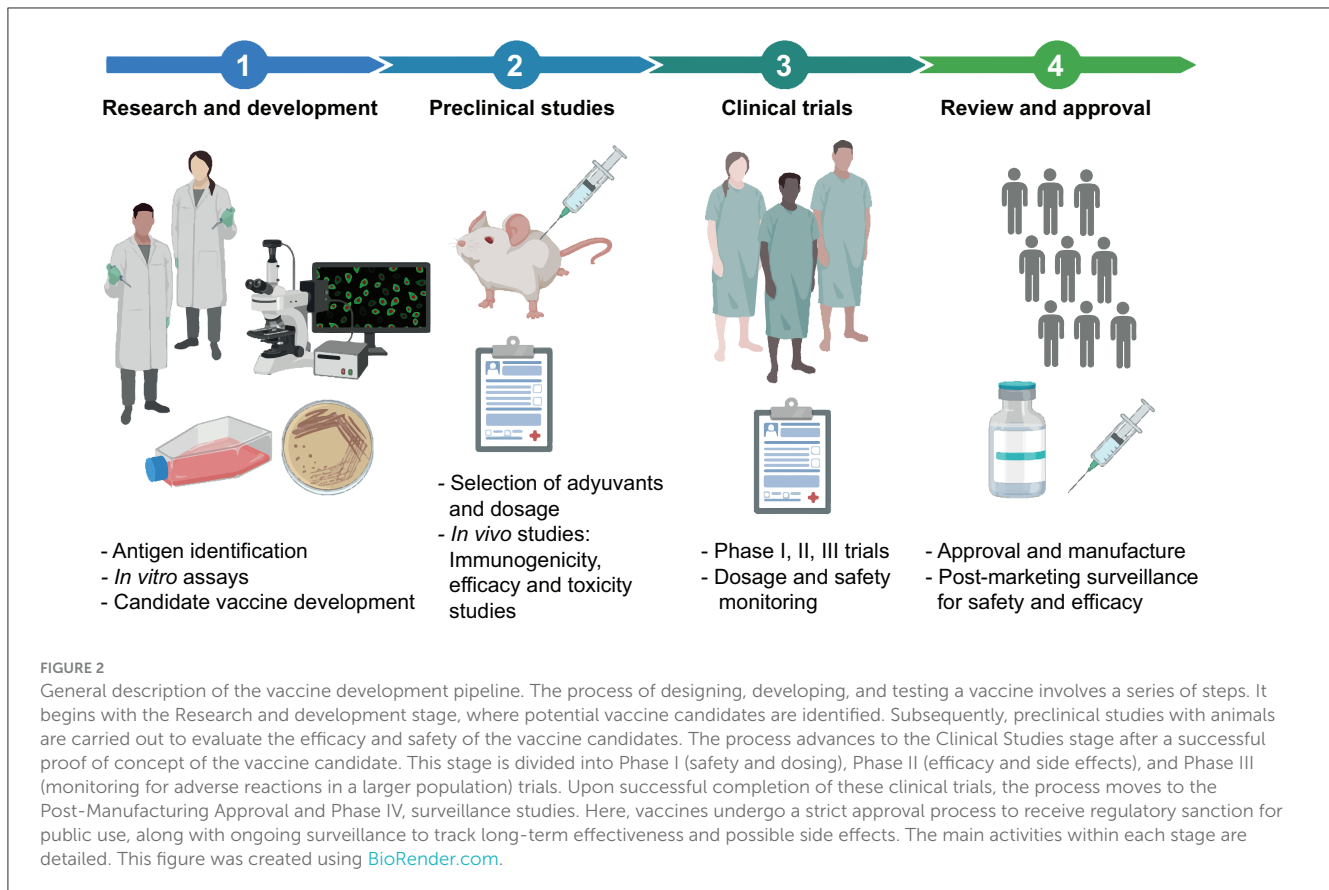 1
2
3
4
Research and development
Preclinical studies
Clinical trials
Review and approval
- Antigen identification
- In vitro assays
- Candidate vaccine development
- Selection of adyuvants
and dosage
- In vivo studies:
Immunogenicity,
efficacy and toxicity
studies
- Phase I, II, III trials
- Dosage and safety
monitoring
- Approval and manufacture
- Post-marketing surveillance
for safety and efficacy
FIGURE 2
General description of the vaccine development pipeline. The process of designing, developing, and testing a vaccine involves a series of steps. It
begins with the Research and development stage, where potential vaccine candidates are identified. Subsequently, preclinical studies with animals
are carried out to evaluate the efficacy and safety of the vaccine candidates. The process advances to the Clinical Studies stage after a successful
proof of concept of the vaccine candidate. This stage is divided into Phase I (safety and dosing), Phase II (efficacy and side effects), and Phase III
(monitoring for adverse reactions in a larger population) trials. Upon successful completion of these clinical trials, the process moves to the
Post-Manufacturing Approval and Phase IV, surveillance studies. Here, vaccines undergo a strict approval process to receive regulatory sanction for
public use, along with ongoing surveillance to track long-term effectiveness and possible side effects. The main activities within each stage are
detailed. This figure was created using BioRender.com.